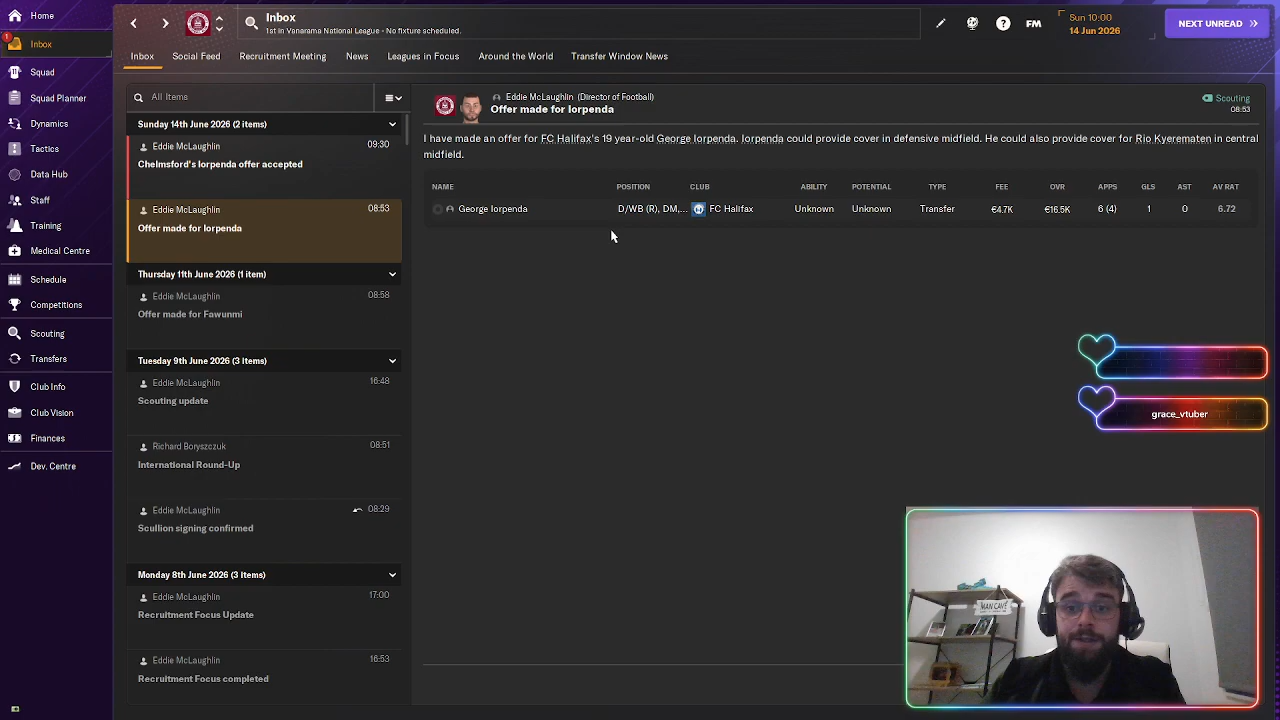 Home
Inbox
1
Squad
Squad Planner
Dynamics
Tactics
Data Hub
Staff
Training
Medical Centre
Schedule
Competitions
Scouting
Transfers
Club Info
Club Vision
Finances
Dev. Centre
Inbox
1st in Vanarama National League - No fixture scheduled.
FM
Sun 10:00
14 Jun 2026
NEXT UNREAD
Inbox Social Feed Recruitment Meeting News Leagues in Focus Around the World Transfer Window News
All Items
Sunday 14th June 2026 (2 items)
Eddie McLaughlin 09:30
Chelmsford's Iorpenda offer accepted
Eddie McLaughlin 08:53
Offer made for Iorpenda
Thursday 11th June 2026 (1 item)
Eddie McLaughlin 08:58
Offer made for Fawunmi
Tuesday 9th June 2026 (3 items)
Eddie McLaughlin 16:48
Scouting update
Richard Boryszczuk 08:51
International Round-Up
Eddie McLaughlin 08:29
Scullion signing confirmed
Monday 8th June 2026 (3 items)
Eddie McLaughlin 17:00
Recruitment Focus Update
Eddie McLaughlin 16:53
Recruitment Focus completed
Eddie McLaughlin (Director of Football)
Offer made for Iorpenda
Scouting
08:53
I have made an offer for FC Halifax's 19 year-old George Iorpenda. Iorpenda could provide cover in defensive midfield. He could also provide cover for Rio Kyerematen in central
midfield.
NAME POSITION CLUB ABILITY POTENTIAL TYPE FEE OVR APPS GLS AST AV RAT
George Iorpenda D/WB (R), DM,... FC Halifax Unknown Unknown Transfer €4.7K €16.5K 6 (4) 1 0 6.72
grace_vtuber
MAN CAVE